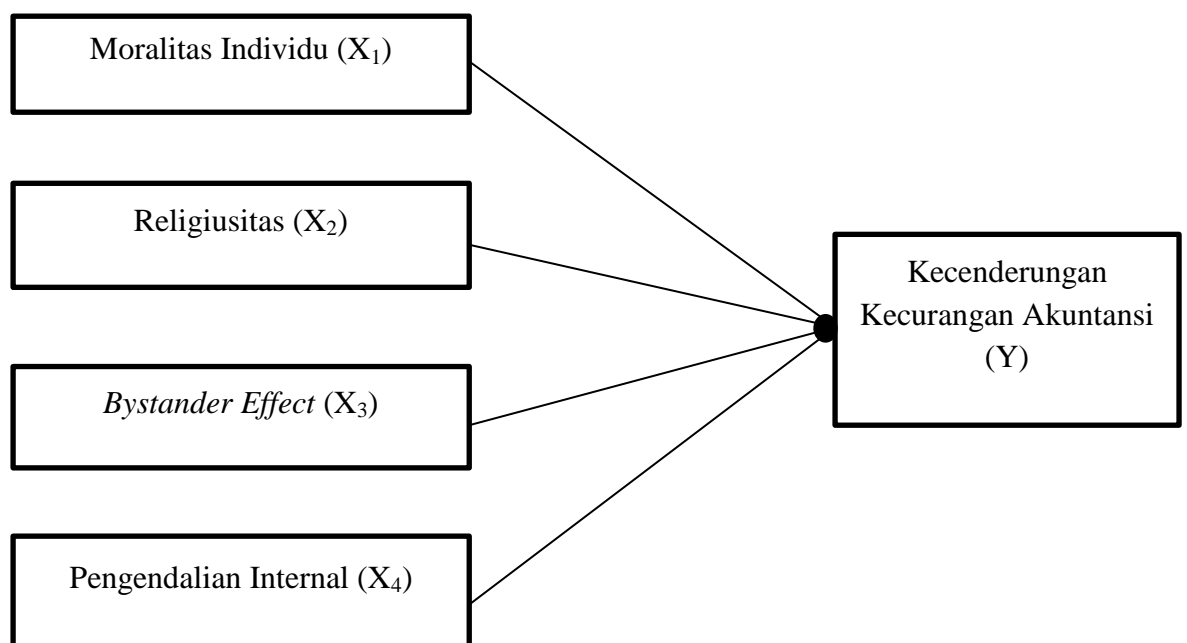 Moralitas Individu (X₁)
Religiusitas (X₂)
Bystander Effect (X₃)
Pengendalian Internal (X₄)
Kecenderungan
Kecurangan Akuntansi
(Y)